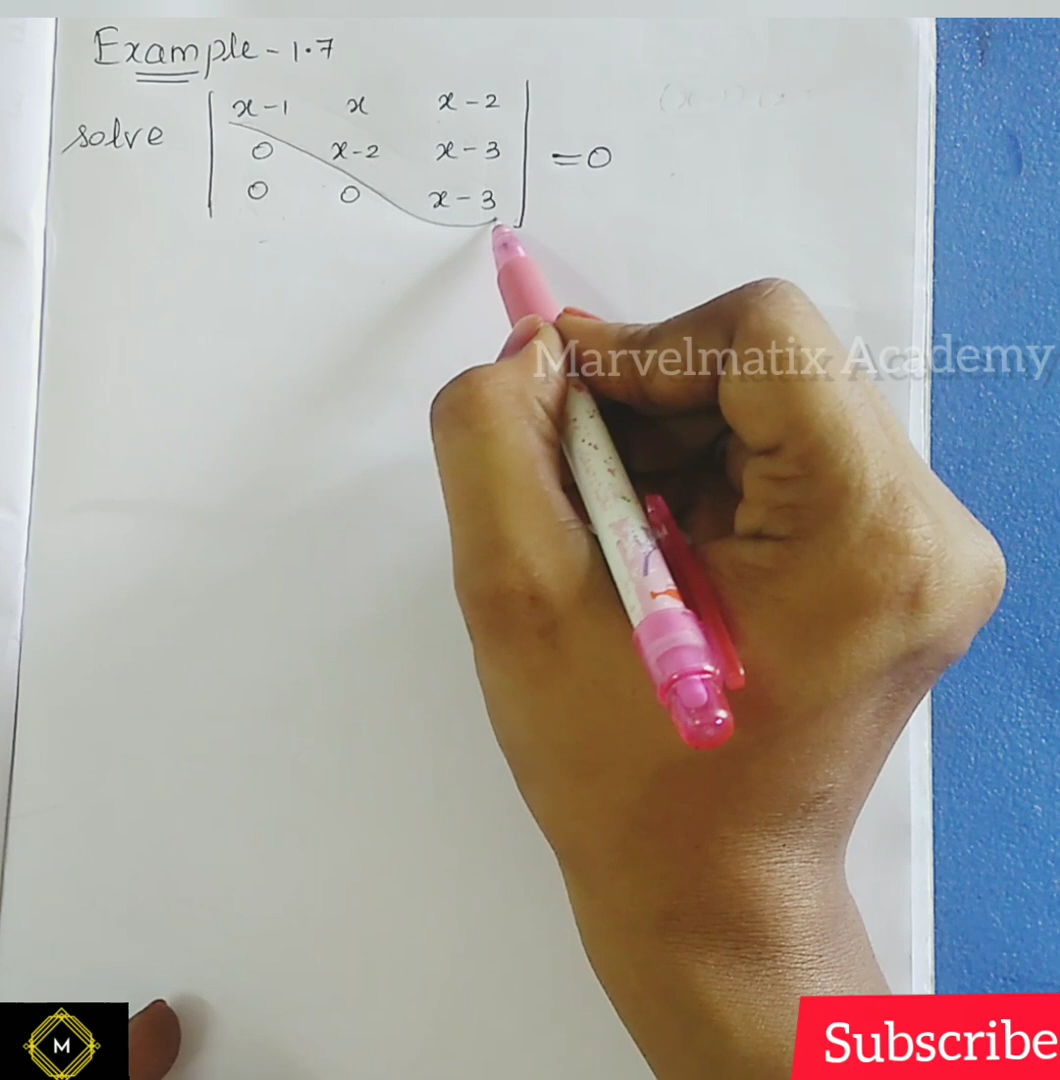 Example - 1.7
solve | x-1 x x-2 |
| 0 x-2 x-3 | = 0
| 0 0 x-3 |
Marvelmatix Academy
M
Subscribe